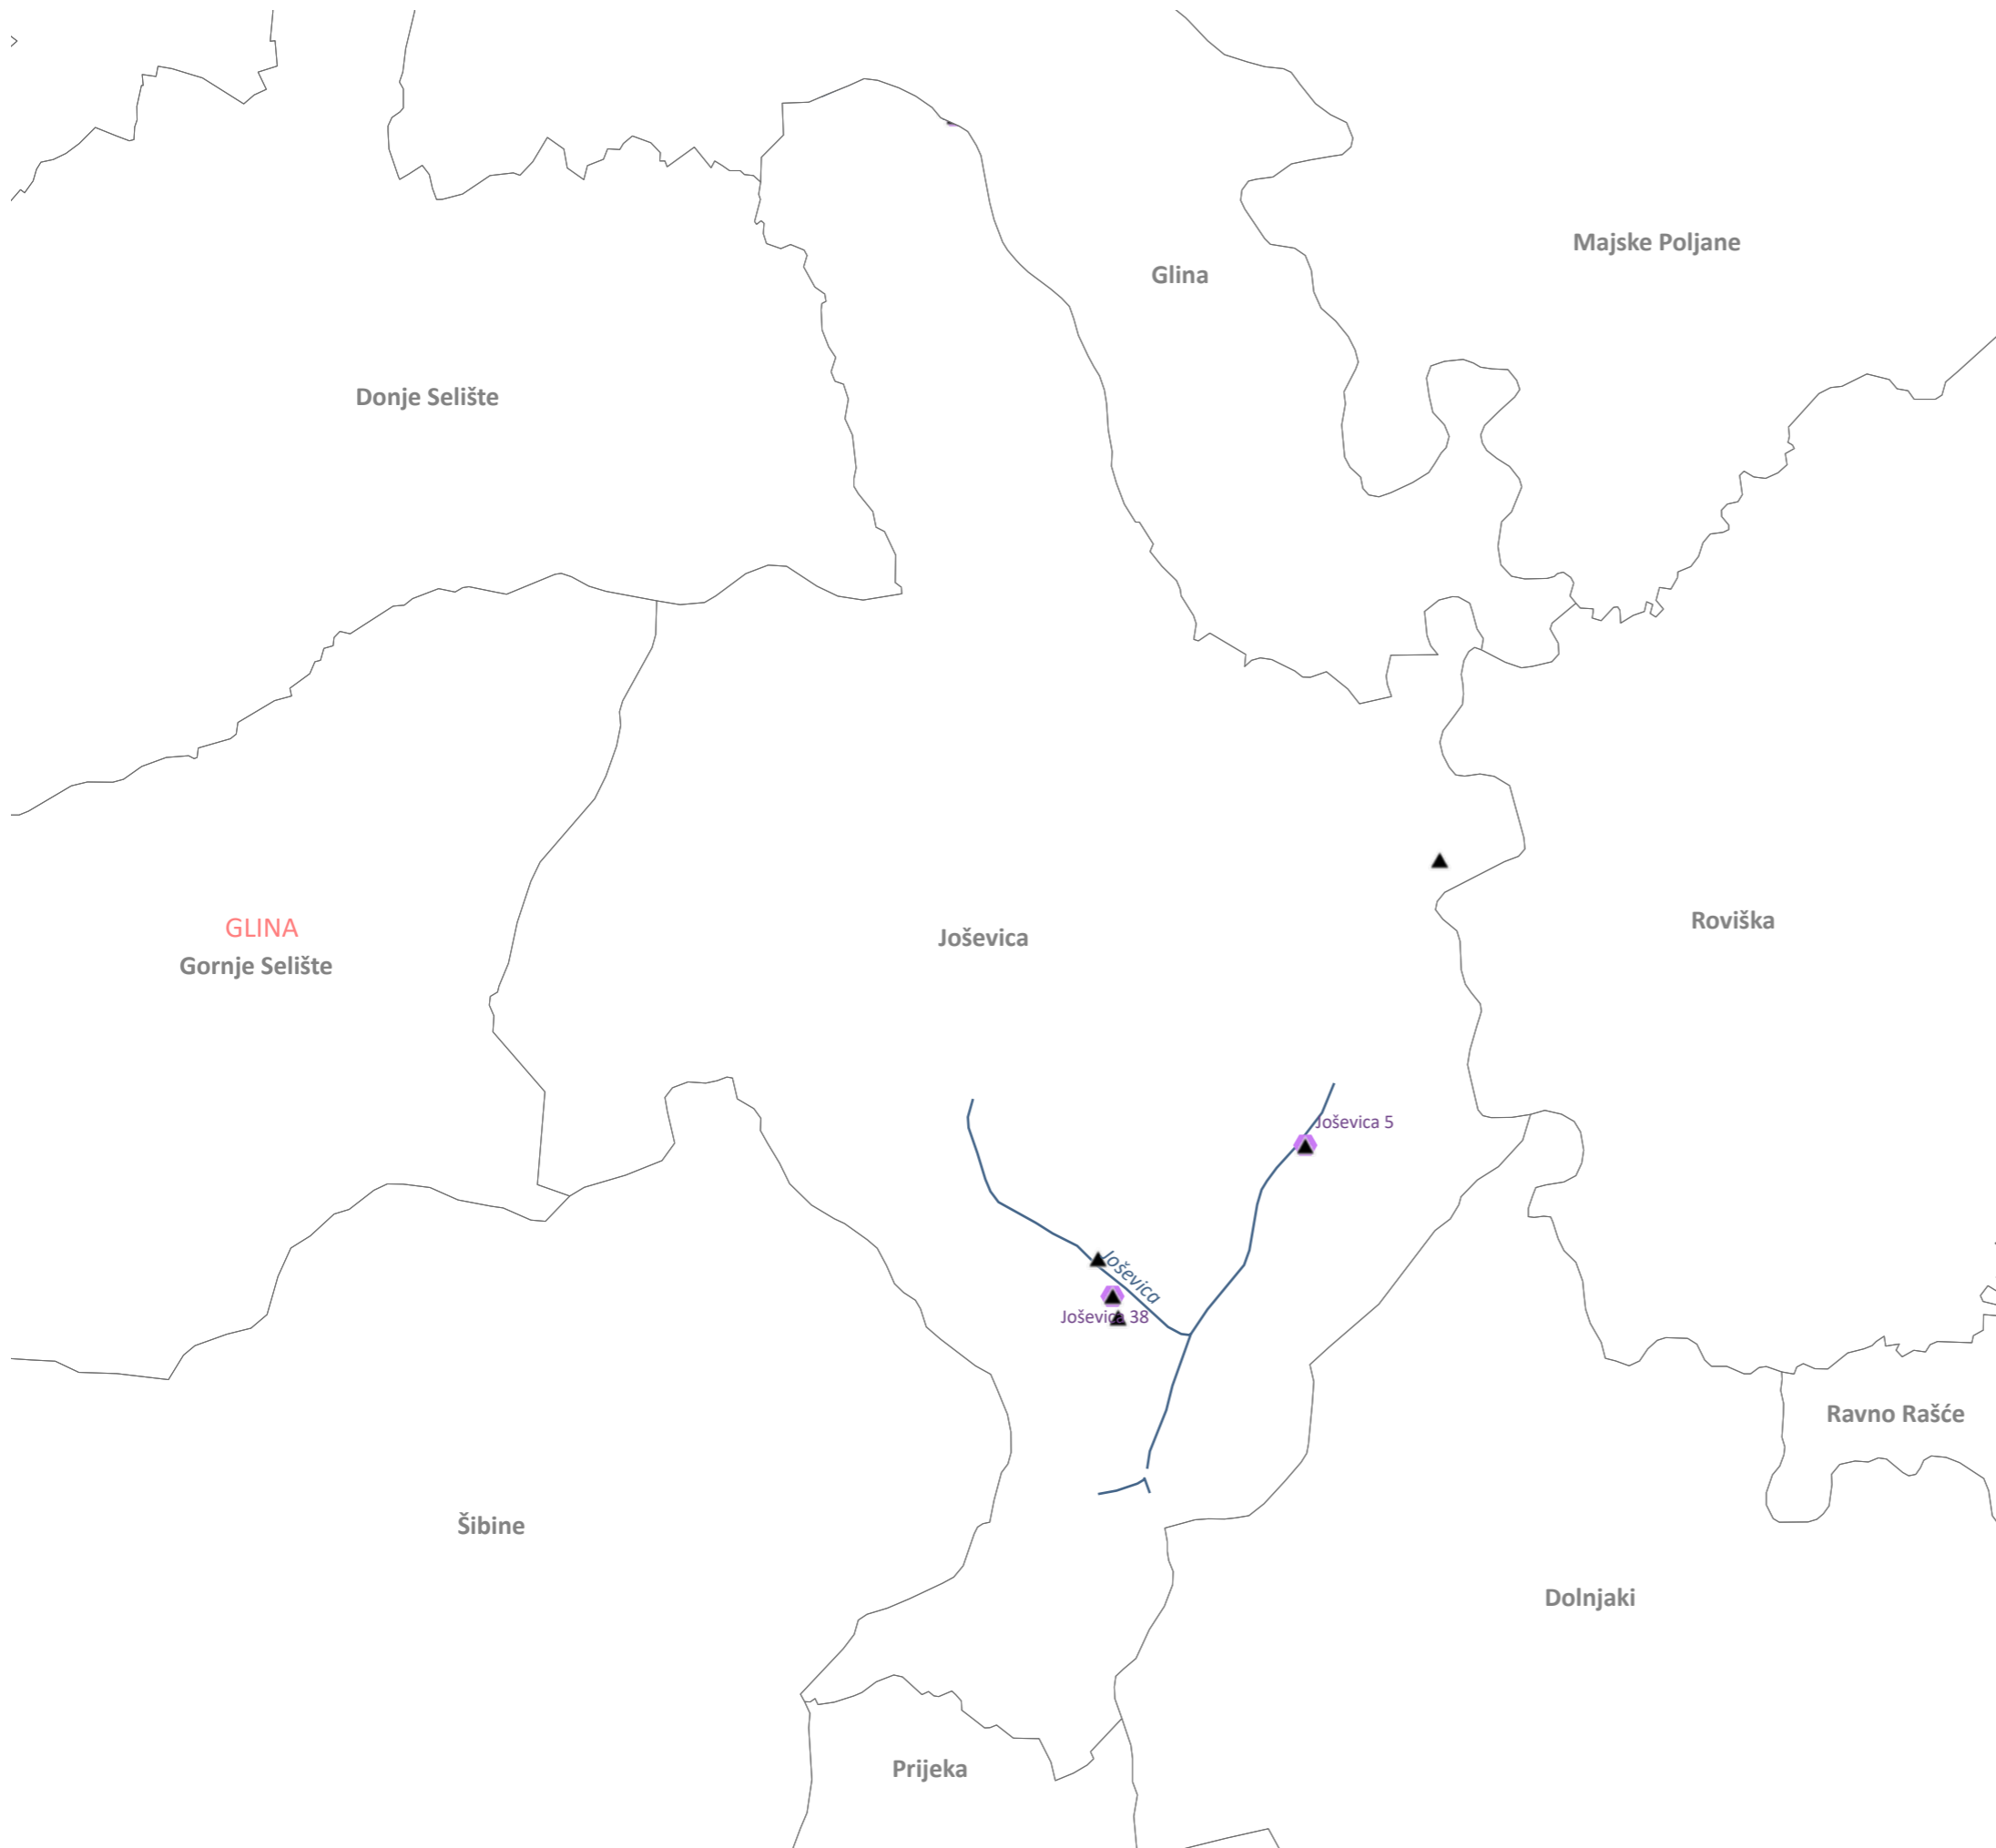 Majske Poljane
Glina
Donje Selište
GLINA
Gornje Selište
Joševica
Roviška
Joševica 5
Joševica
Joševica 38
Ravno Rašće
Šibine
Dolnjaki
Prijeka